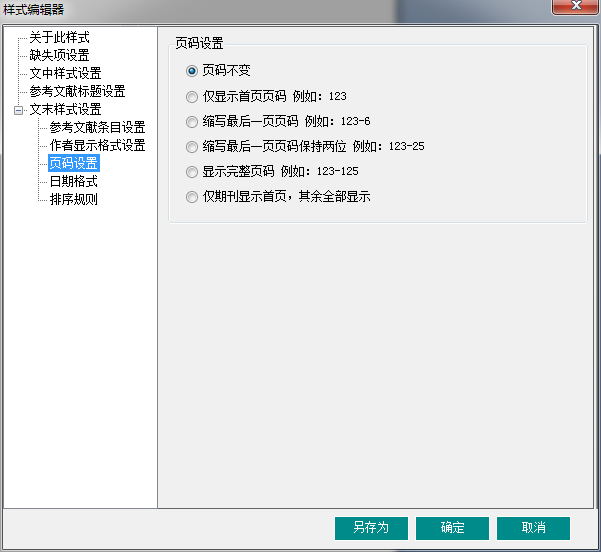 样式编辑器
关于此样式
缺失项设置
文中样式设置
参考文献标题设置
文末样式设置
参考文献条目设置
作者显示格式设置
页码设置
日期格式
排序规则
页码设置
页码不变
仅显示首页页码 例如: 123
缩写最后一页页码 例如: 123-6
缩写最后一页页码保持两位 例如: 123-25
显示完整页码 例如: 123-125
仅期刊显示首页，其余全部显示
另存为
确定
取消